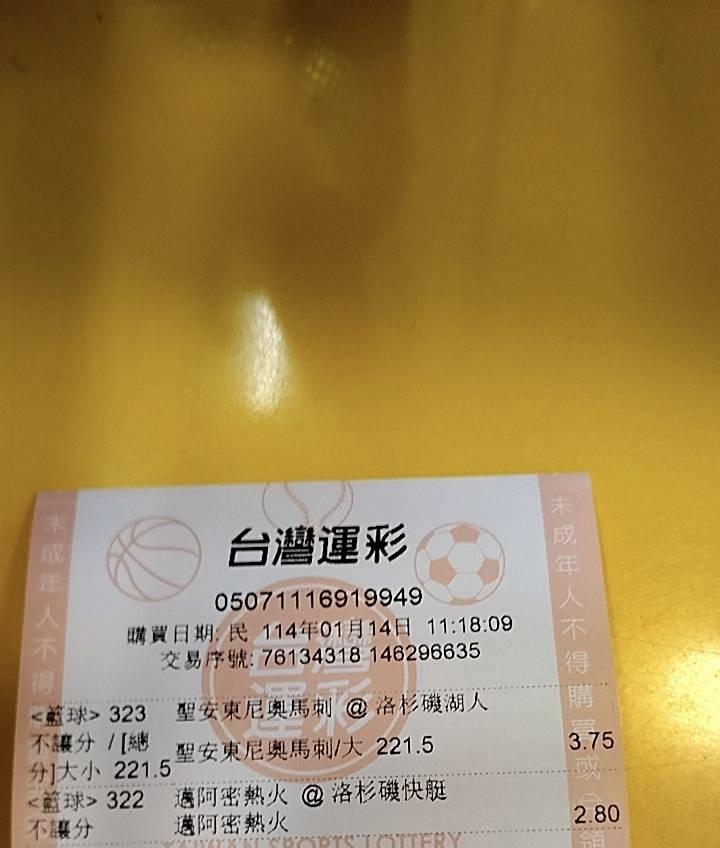 台灣運彩
05071116919949
購買日期: 民 114年01月14日 11:18:09
交易序號: 76134318 146296635
<籃球> 323 聖安東尼奧馬刺 @ 洛杉磯湖人
不讓分 / [總分]大小 221.5 聖安東尼奧馬刺/大 221.5 3.75
<籃球> 322 邁阿密熱火 @ 洛杉磯快艇
不讓分 邁阿密熱火 2.80
TAIWAN SPORTS LOTTERY
未成年人不得
未成年人不得購買或